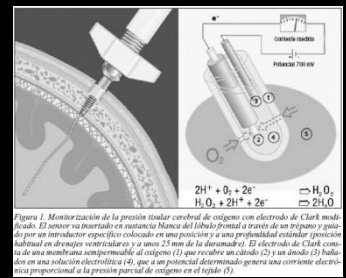 e⁻
Corriente medida
Potencial 700 mV
3 1
2 4
5
O₂
2H⁺ + O₂ + 2e⁻ ⇨ H₂O₂
H₂O₂ + 2H⁺ + 2e⁻ ⇨ 2H₂O
Figura 1. Monitorización de la presión tisular cerebral de oxígeno con electrodo de Clark modi-
ficado. El sensor va insertado en sustancia blanca del lóbulo frontal a través de un trépano y guia-
do por un introductor específico colocado en una posición y a una profundidad estándar (posición
habitual en drenajes ventriculares y a unos 25 mm de la duramadre). El electrodo de Clark cons-
ta de una membrana semipermeable al oxígeno (1) que recubre un cátodo (2) y un ánodo (3) baña-
dos en una solución electrolítica (4), que a un potencial determinado genera una corriente electró-
nica proporcional a la presión parcial de oxígeno en el tejido (5).